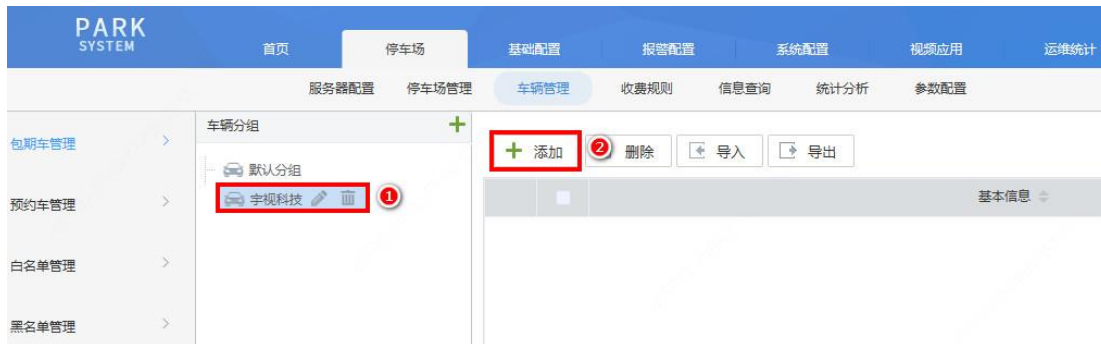 PARK
SYSTEM
首页 停车场 基础配置 报警配置 系统配置 视频应用 运维统计
服务器配置 停车场管理 车辆管理 收费规则 信息查询 统计分析 参数配置
包期车管理
预约车管理
白名单管理
黑名单管理
车辆分组
默认分组
宇视科技 1
添加 2 删除 导入 导出
基本信息